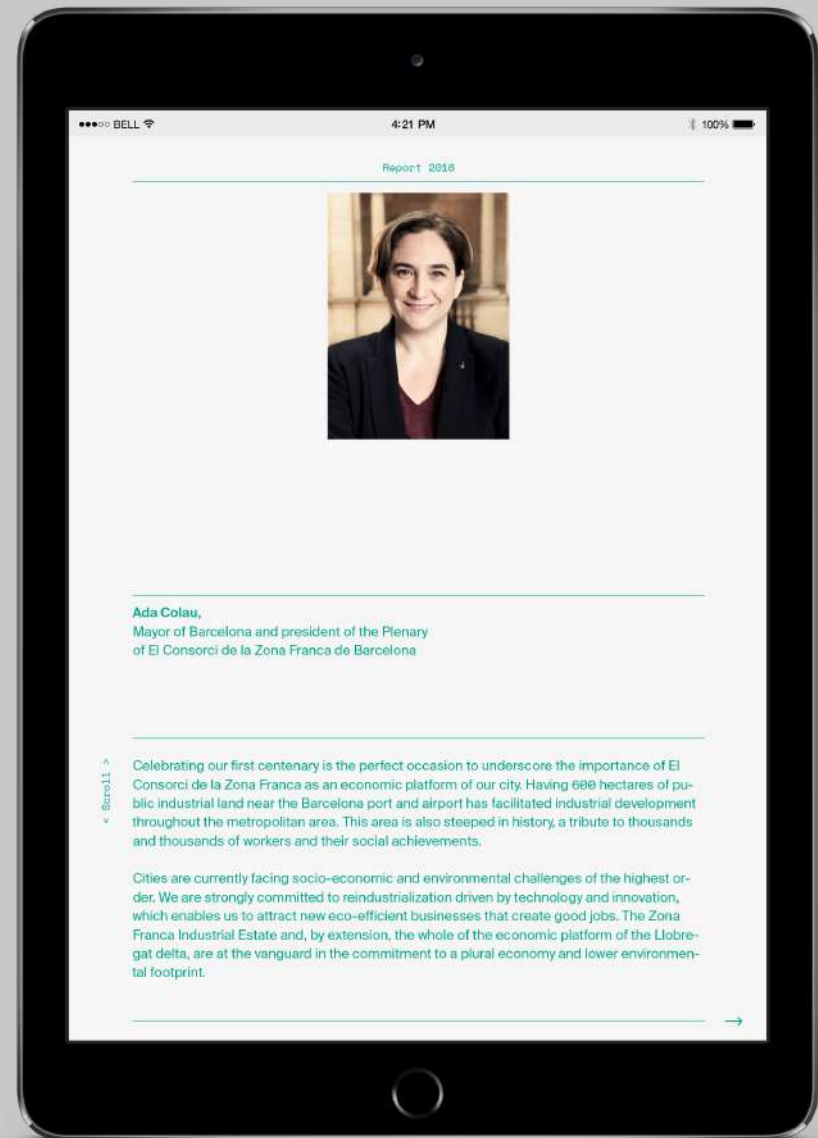 BELL
4:21 PM
100%
Report 2018
Ada Colau,
Mayor of Barcelona and president of the Plenary
of El Consorci de la Zona Franca de Barcelona
< Scroll >
Celebrating our first centenary is the perfect occasion to underscore the importance of El
Consorci de la Zona Franca as an economic platform of our city. Having 600 hectares of pu-
blic industrial land near the Barcelona port and airport has facilitated industrial development
throughout the metropolitan area. This area is also steeped in history, a tribute to thousands
and thousands of workers and their social achievements.
Cities are currently facing socio-economic and environmental challenges of the highest or-
der. We are strongly committed to reindustrialization driven by technology and innovation,
which enables us to attract new eco-efficient businesses that create good jobs. The Zona
Franca Industrial Estate and, by extension, the whole of the economic platform of the Llobre-
gat delta, are at the vanguard in the commitment to a plural economy and lower environmen-
tal footprint.